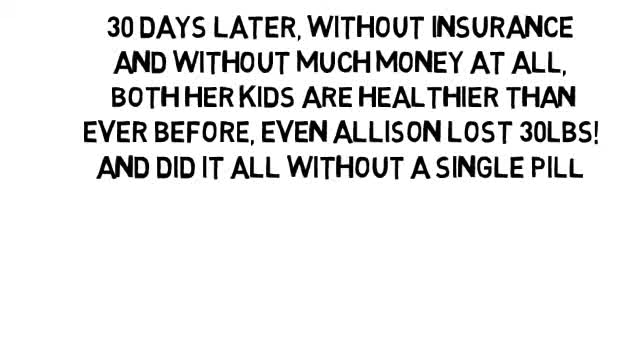 30 DAYS LATER, WITHOUT INSURANCE
AND WITHOUT MUCH MONEY AT ALL,
BOTH HER KIDS ARE HEALTHIER THAN
EVER BEFORE, EVEN ALLISON LOST 30LBS!
AND DID IT ALL WITHOUT A SINGLE PILL